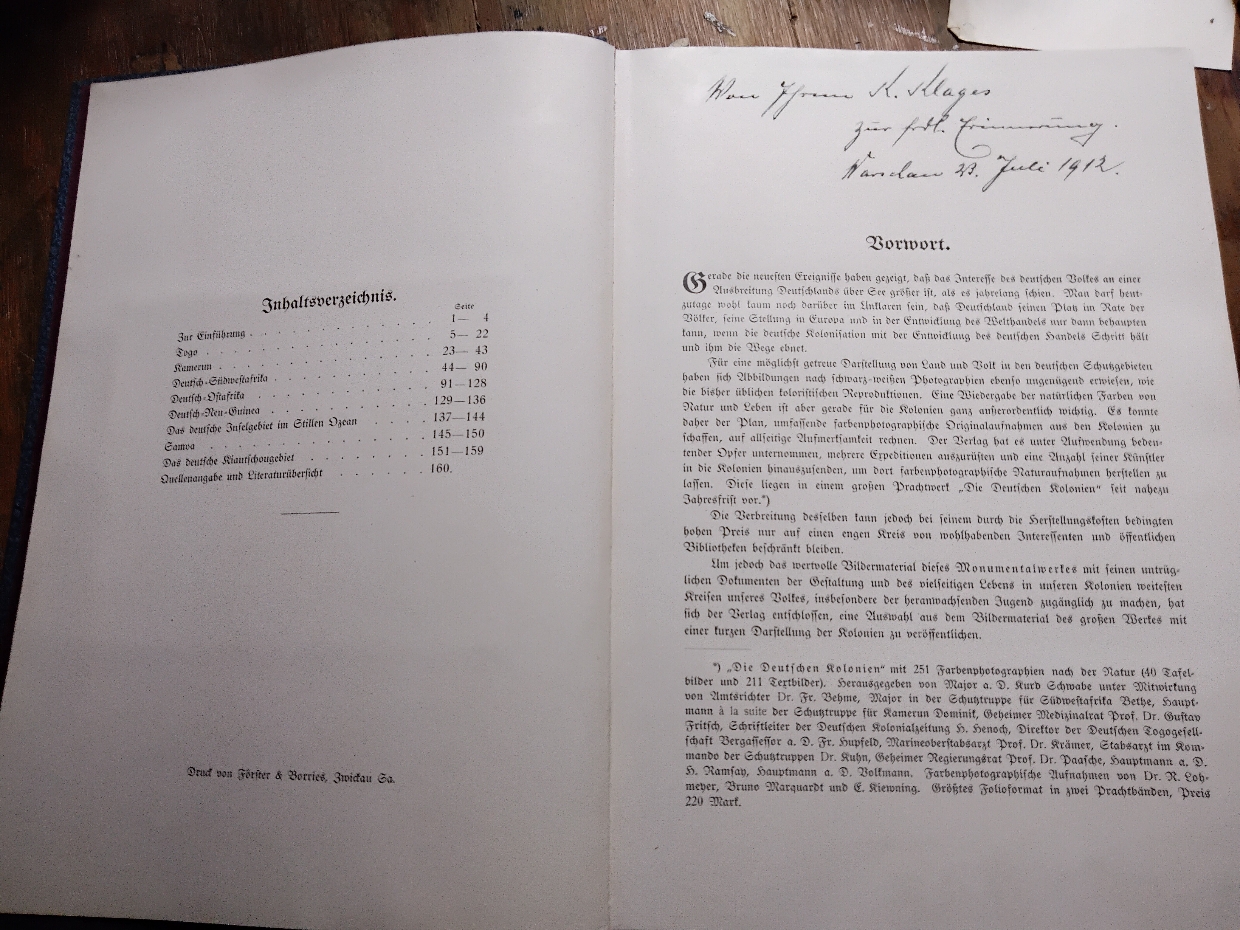 Inhaltsverzeichnis.
Seite
Zur Einführung . . . . . . . . . . . . 1— 4
Togo . . . . . . . . . . . . 5— 22
Kamerun . . . . . . . . . . . . 23— 43
Deutsch-Südwestafrika . . . . . . . . . . 44— 90
Deutsch-Ostafrika . . . . . . . . . . . 91—128
Deutsch-Neu-Guinea . . . . . . . . . . 129—136
Das deutsche Inselgebiet im Stillen Ozean . . . . 137—144
Samoa . . . . . . . . . . . . 145—150
Das deutsche Kiautschougebiet . . . . . . . . 151—159
Quellenangabe und Literaturübersicht . . . . . . 160.
Druck von Förster & Borries, Zwickau Sa.
Von Ihrem K. Klages
zur frdl. Erinnerung.
Warschau 23. Juli 1912.
Vorwort.
Gerade die neuesten Ereignisse haben gezeigt, daß das Interesse des deutschen Volkes an einer
Ausbreitung Deutschlands über See größer ist, als es jahrelang schien. Man darf heut-
zutage wohl kaum noch darüber im Unklaren sein, daß Deutschland seinen Platz im Rate der
Völker, seine Stellung in Europa und in der Entwicklung des Welthandels nur dann behaupten
kann, wenn die deutsche Kolonisation mit der Entwicklung des deutschen Handels Schritt hält
und ihm die Wege ebnet.
Für eine möglichst getreue Darstellung von Land und Volk in den deutschen Schutzgebieten
haben sich Abbildungen nach schwarz-weißen Photographien ebenso ungenügend erwiesen, wie
die bisher üblichen koloristischen Reproduktionen. Eine Wiedergabe der natürlichen Farben von
Natur und Leben ist aber gerade für die Kolonien ganz außerordentlich wichtig. Es konnte
daher der Plan, umfassende farbenphotographische Originalaufnahmen aus den Kolonien zu
schaffen, auf allseitige Aufmerksamkeit rechnen. Der Verlag hat es unter Aufwendung beden-
tender Opfer unternommen, mehrere Expeditionen auszurüsten und eine Anzahl seiner Künstler
in die Kolonien hinauszusenden, um dort farbenphotographische Naturaufnahmen herstellen zu
lassen. Diese liegen in einem großen Prachtwerk „Die Deutschen Kolonien“ seit nahezu
Jahresfrist vor.*)
Die Verbreitung desselben kann jedoch bei seinem durch die Herstellungskosten bedingten
hohen Preis nur auf einen engen Kreis von wohlhabenden Interessenten und öffentlichen
Bibliotheken beschränkt bleiben.
Um jedoch das wertvolle Bildermaterial dieses Monumentalwerkes mit seinen untrüg-
lichen Dokumenten der Gestaltung und des vielseitigen Lebens in unseren Kolonien weitesten
Kreisen unseres Volkes, insbesondere der heranwachsenden Jugend zugänglich zu machen, hat
sich der Verlag entschlossen, eine Auswahl aus dem Bildermaterial des großen Werkes mit
einer kurzen Darstellung der Kolonien zu veröffentlichen.
*) „Die Deutschen Kolonien“ mit 251 Farbenphotographien nach der Natur (40 Tafel-
bilder und 211 Textbilder). Herausgegeben von Major a. D. Kurd Schwabe unter Mitwirkung
von Amtsrichter Dr. Fr. Behme, Major in der Schutztruppe für Südwestafrika Bethe, Haupt-
mann à la suite der Schutztruppe für Kamerun Dominik, Geheimer Medizinalrat Prof. Dr. Gustav
Fritsch, Schriftleiter der Deutschen Kolonialzeitung H. Henoch, Direktor der Deutschen Togogesell-
schaft Bergassessor a. D. Fr. Hupfeld, Marineoberstabsarzt Prof. Dr. Krämer, Stabsarzt im Kom-
mando der Schutztruppen Dr. Kuhn, Geheimer Regierungsrat Prof. Dr. Paasche, Hauptmann a. D.
H. Ramsay, Hauptmann a. D. Volkmann. Farbenphotographische Aufnahmen von Dr. R. Loh-
meyer, Bruno Marquardt und E. Kiewning. Größtes Folioformat in zwei Prachtbänden, Preis
220 Mark.